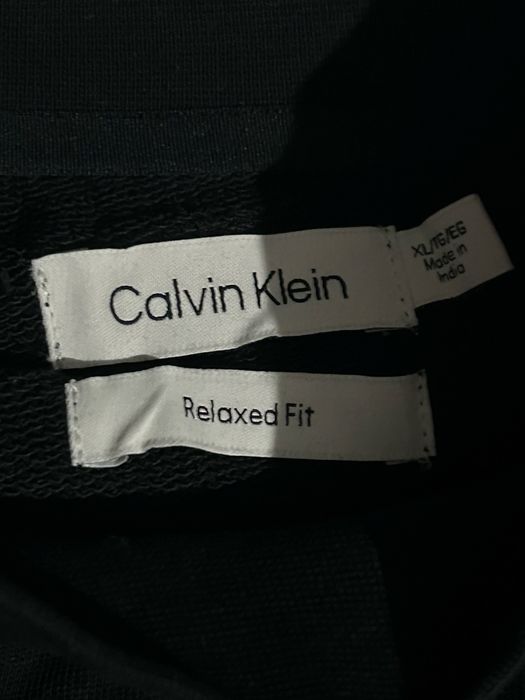 Calvin Klein
XL/TG/EG
Made in
India
Relaxed Fit